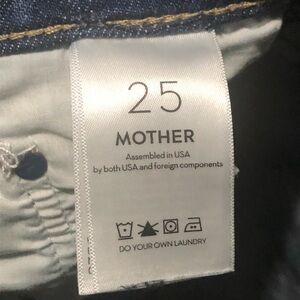 25
MOTHER
Assembled in USA
by both USA and foreign components
DO YOUR OWN LAUNDRY